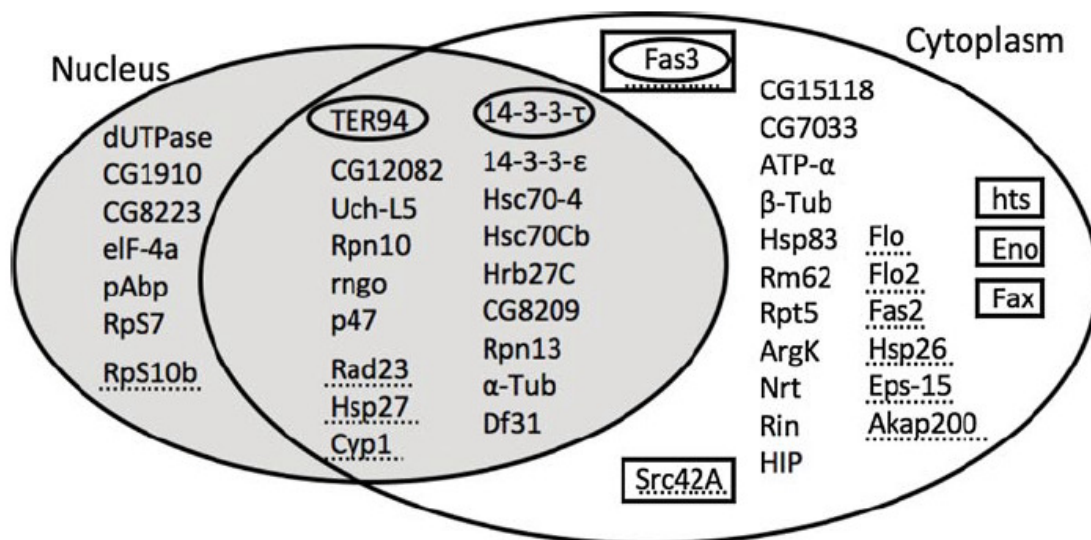 Nucleus
Cytoplasm
dUTPase
CG1910
CG8223
elF-4a
pAbp
RpS7
RpS10b
TER94
CG12082
Uch-L5
Rpn10
rngo
p47
Rad23
Hsp27
Cyp1
14-3-3-τ
14-3-3-ε
Hsc70-4
Hsc70Cb
Hrb27C
CG8209
Rpn13
α-Tub
Df31
Fas3
Src42A
CG15118
CG7033
ATP-α
β-Tub
Hsp83
Rm62
Rpt5
ArgK
Nrt
Rin
HIP
Flo
Flo2
Fas2
Hsp26
Eps-15
Akap200
hts
Eno
Fax